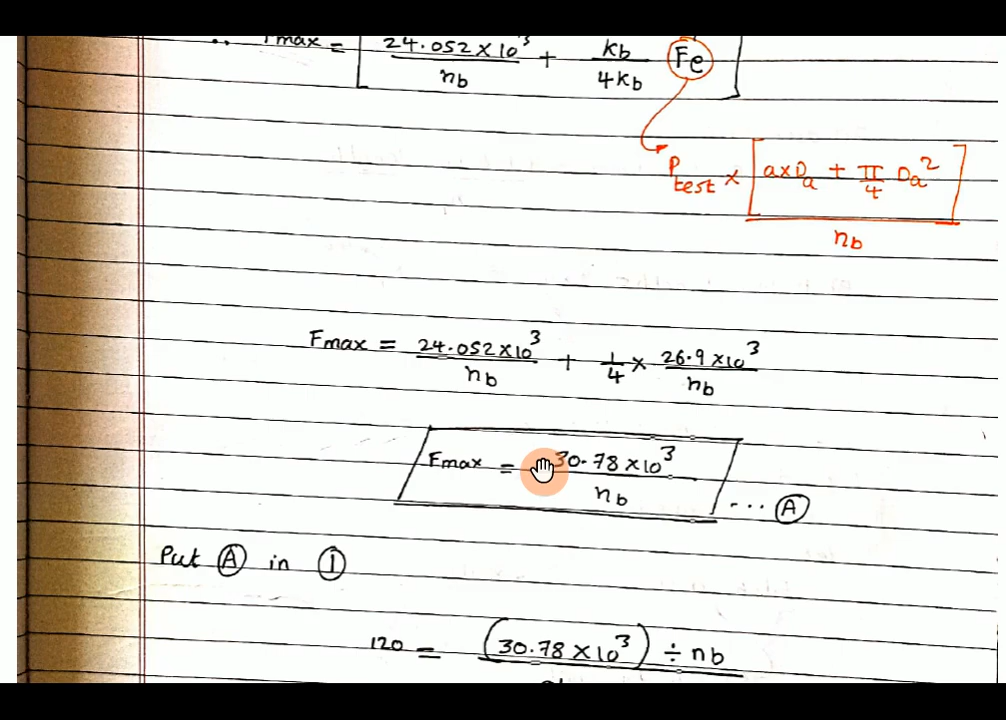 ∴ Fmax = [ 24.052 × 10³ / nb + kb / 4kb Fe ]
Ptest × [ a × Da + π/4 Da² ] / nb
Fmax = 24.052 × 10³ / nb + 1/4 × 26.9 × 10³ / nb
Fmax = 30.78 × 10³ / nb ... (A)
Put (A) in (1)
120 = (30.78 × 10³) ÷ nb